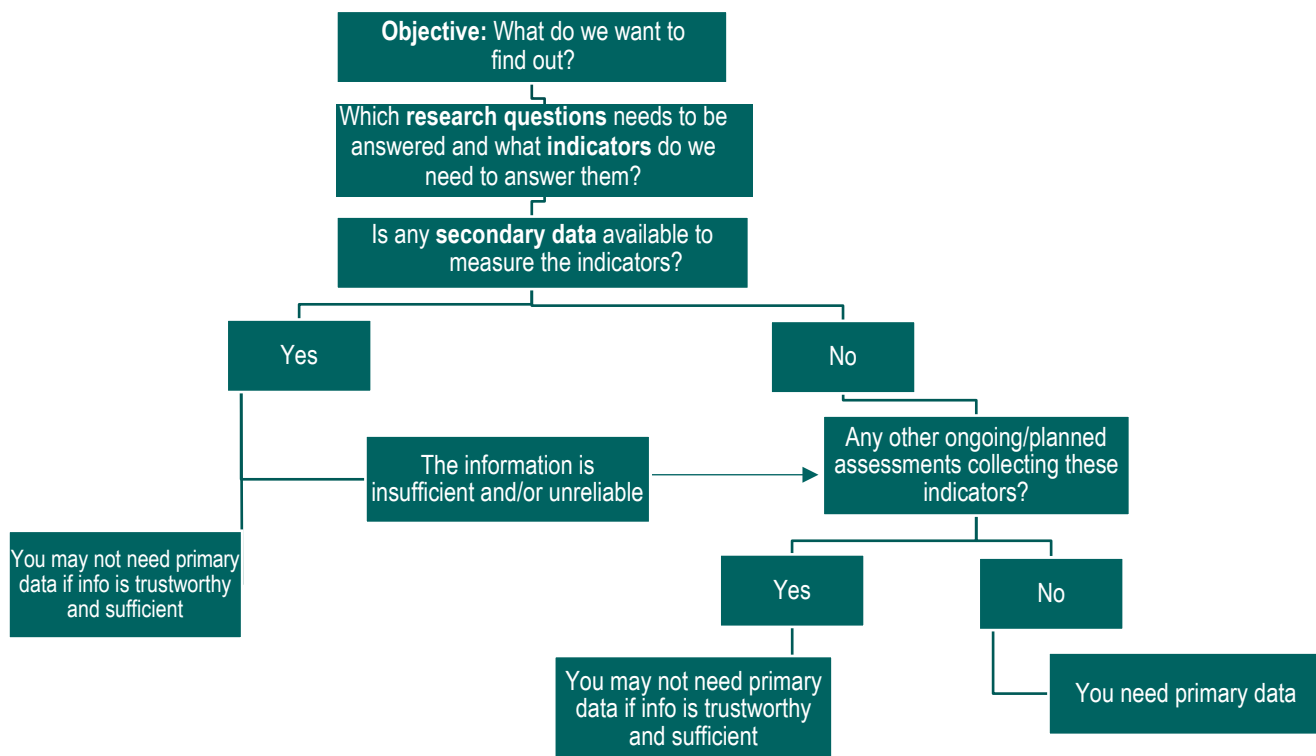 Objective: What do we want to
find out?
Which research questions needs to be
answered and what indicators do we
need to answer them?
Is any secondary data available to
measure the indicators?
Yes
No
The information is
insufficient and/or unreliable
Any other ongoing/planned
assessments collecting these
indicators?
You may not need primary
data if info is trustworthy
and sufficient
Yes
No
You may not need primary
data if info is trustworthy
and sufficient
You need primary data